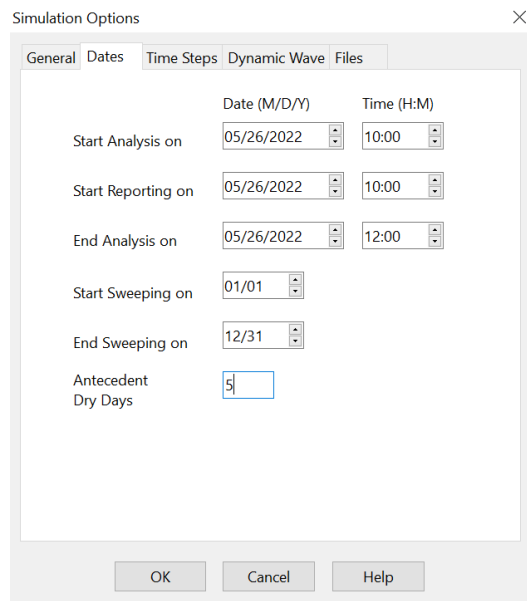 Simulation Options
General Dates Time Steps Dynamic Wave Files
Date (M/D/Y) Time (H:M)
Start Analysis on 05/26/2022 10:00
Start Reporting on 05/26/2022 10:00
End Analysis on 05/26/2022 12:00
Start Sweeping on 01/01
End Sweeping on 12/31
Antecedent
Dry Days 5
OK Cancel Help